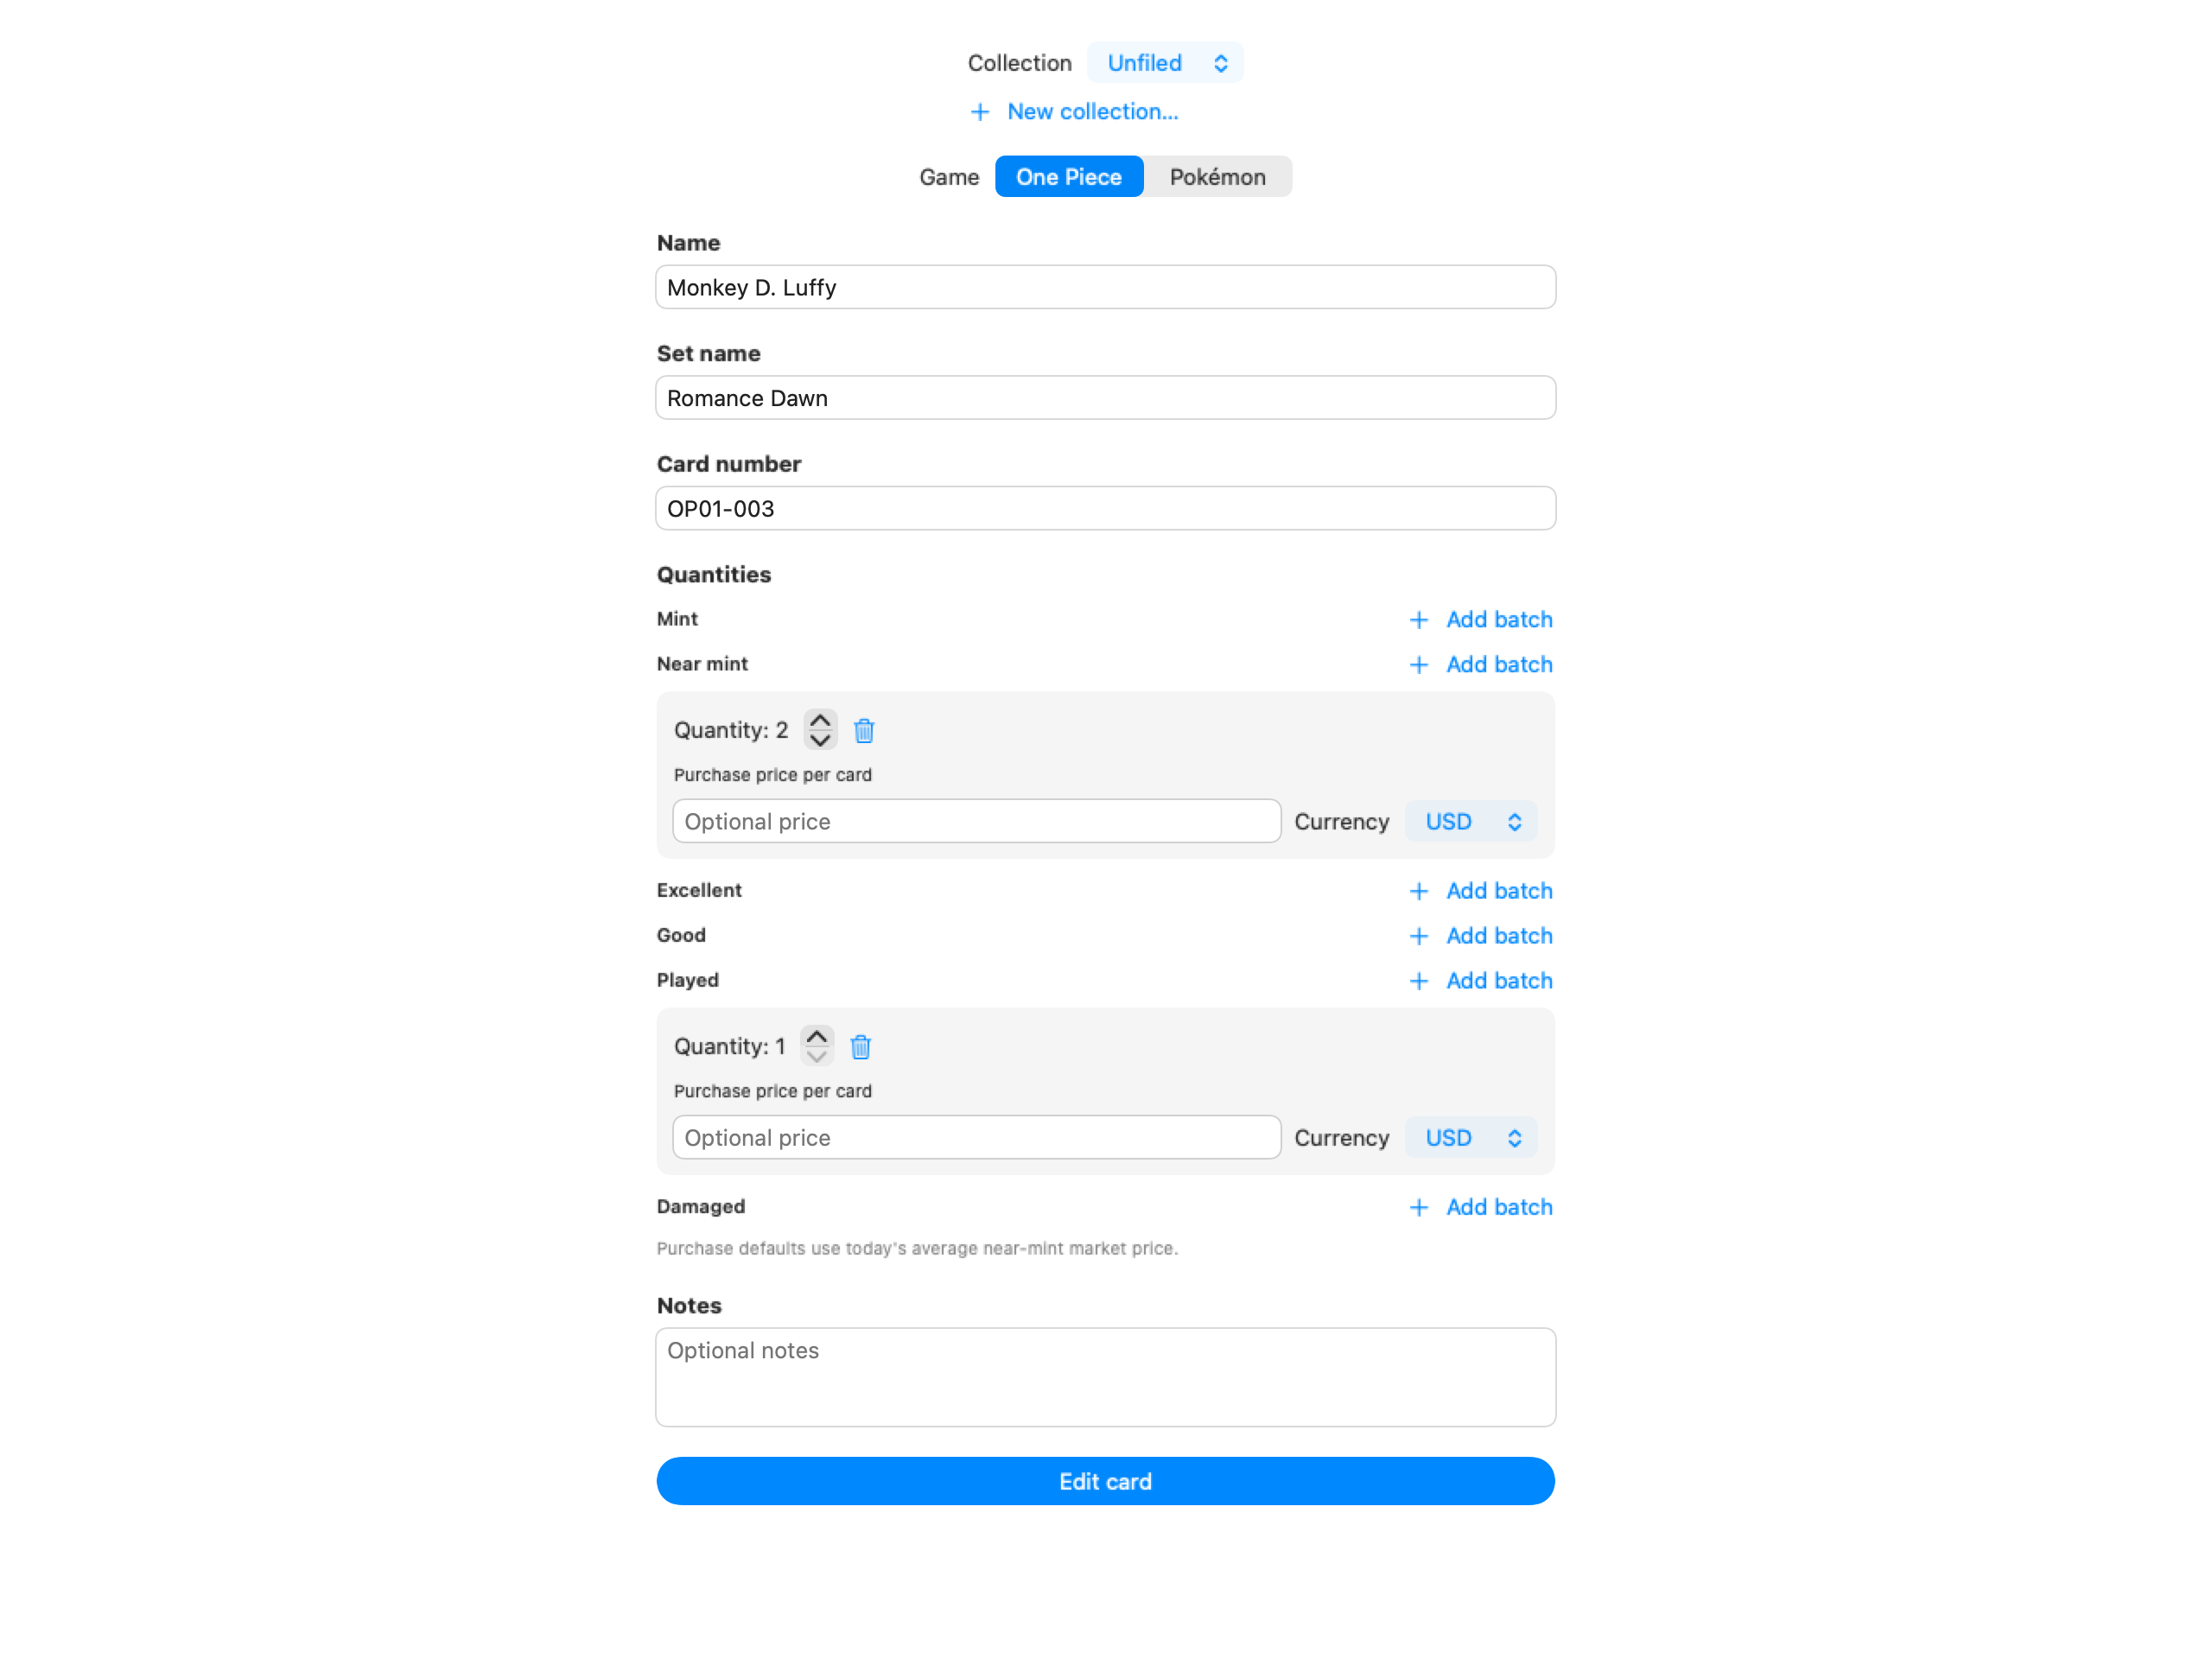 Collection Unfiled
New collection...
Game One Piece Pokémon
Name
Monkey D. Luffy
Set name
Romance Dawn
Card number
OP01-003
Quantities
Mint Add batch
Near mint Add batch
Quantity: 2
Purchase price per card
Optional price Currency USD
Excellent Add batch
Good Add batch
Played Add batch
Quantity: 1
Purchase price per card
Optional price Currency USD
Damaged Add batch
Purchase defaults use today's average near-mint market price.
Notes
Optional notes
Edit card